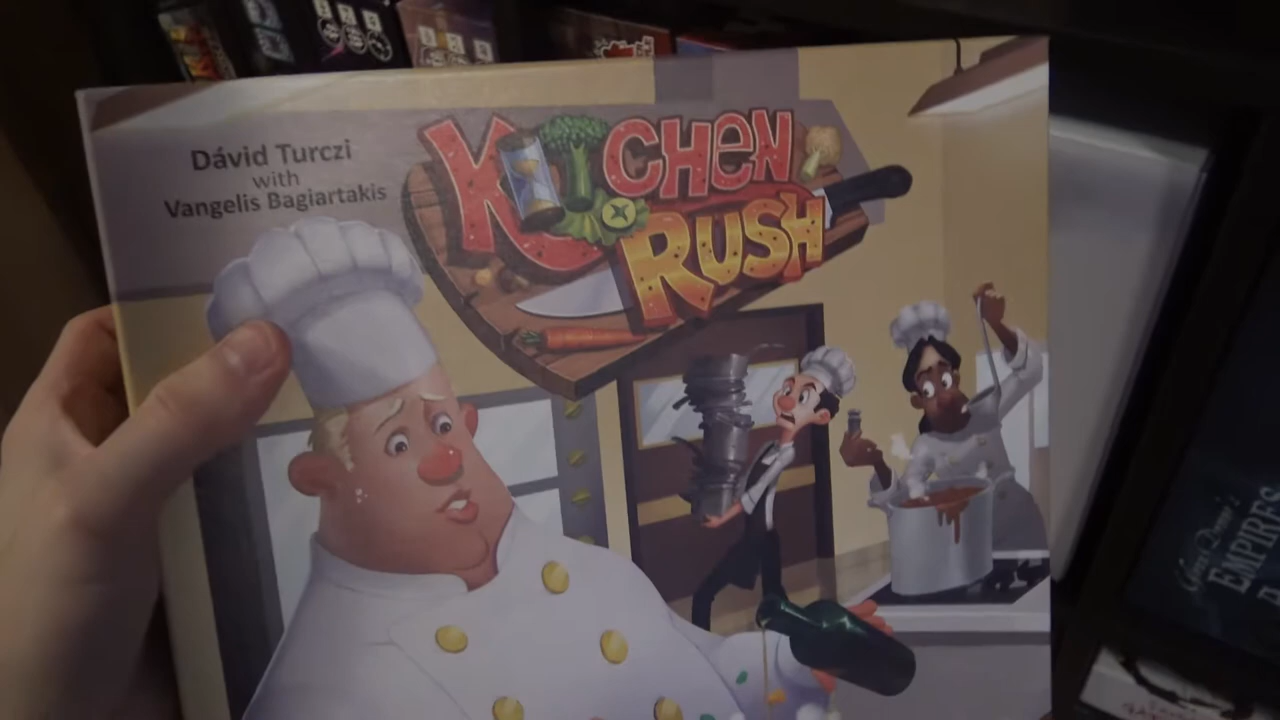 Dávid Turczi
with
Vangelis Bagiartakis
KITCHEN
RUSH
EMPIRES